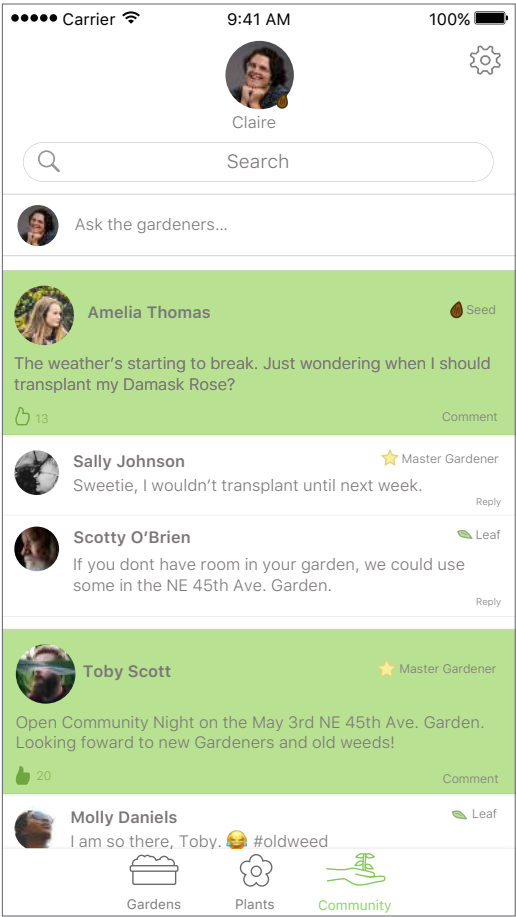 Carrier 9:41 AM 100%
Claire
Search
Ask the gardeners...
Amelia Thomas Seed
The weather's starting to break. Just wondering when I should
transplant my Damask Rose?
13 Comment
Sally Johnson Master Gardener
Sweetie, I wouldn't transplant until next week.
Reply
Scotty O'Brien Leaf
If you dont have room in your garden, we could use
some in the NE 45th Ave. Garden.
Reply
Toby Scott Master Gardener
Open Community Night on the May 3rd NE 45th Ave. Garden.
Looking foward to new Gardeners and old weeds!
20 Comment
Molly Daniels Leaf
I am so there, Toby. 😂 #oldweed
Gardens Plants Community